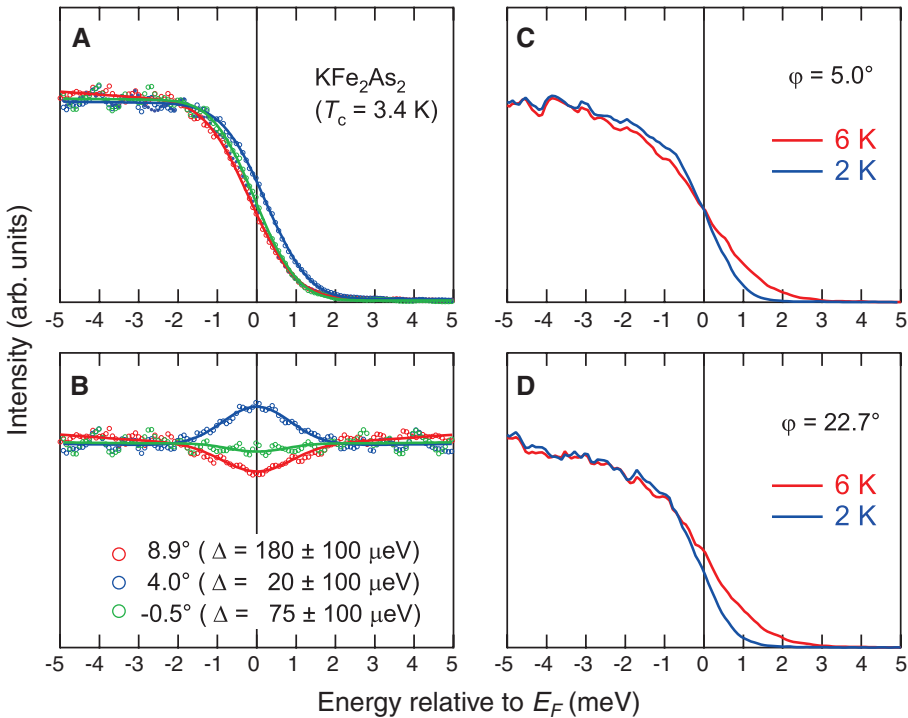 A
KFe2As2
(Tc = 3.4 K)
-5 -4 -3 -2 -1 0 1 2 3 4 5
C
φ = 5.0°
6 K
2 K
-5 -4 -3 -2 -1 0 1 2 3 4 5
Intensity (arb. units)
B
8.9° ( Δ = 180 ± 100 μeV)
4.0° ( Δ = 20 ± 100 μeV)
-0.5° ( Δ = 75 ± 100 μeV)
-5 -4 -3 -2 -1 0 1 2 3 4 5
D
φ = 22.7°
6 K
2 K
-5 -4 -3 -2 -1 0 1 2 3 4 5
Energy relative to EF (meV)